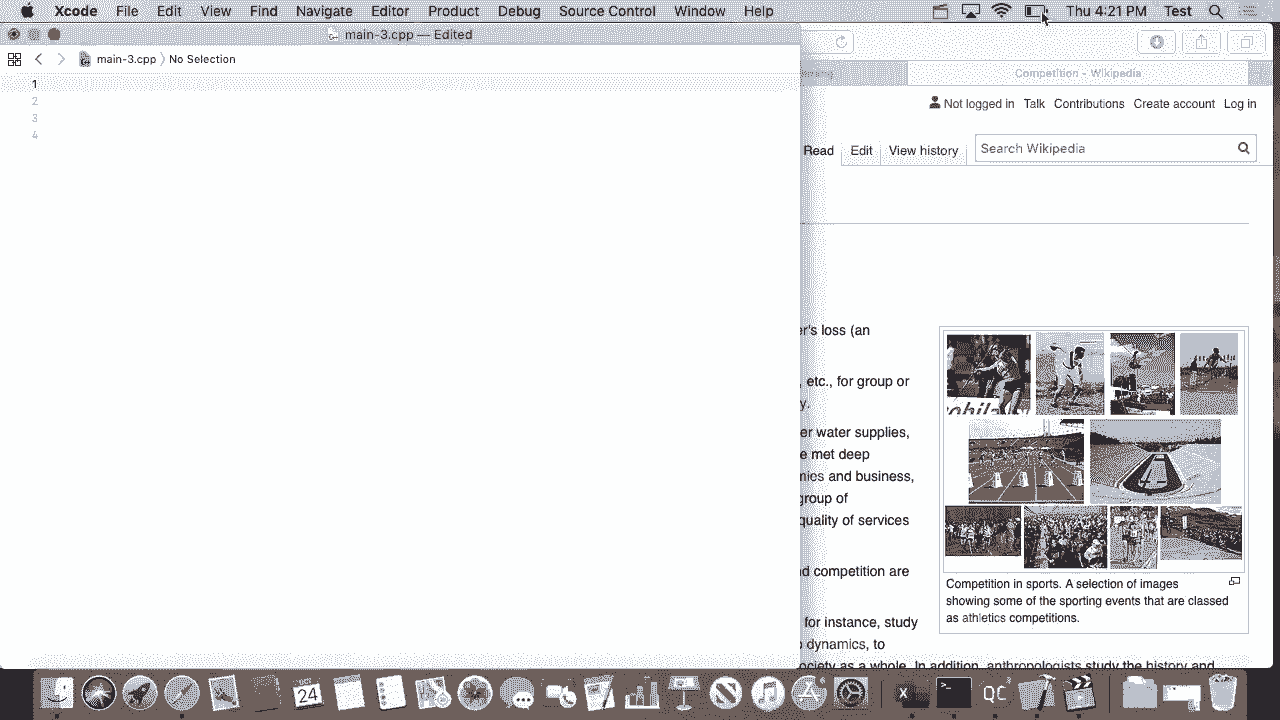 Xcode File Edit View Find Navigate Editor Product Debug Source Control Window Help Thu 4:21 PM Test
main-3.cpp — Edited
main-3.cpp No Selection
Competition - Wikipedia
1
2
3
4
Not logged in Talk Contributions Create account Log in
Read Edit View history Search Wikipedia
er's loss (an
, etc., for group or
y.
er water supplies,
e met deep
mies and business,
group of
quality of services
d competition are
for instance, study
dynamics, to
ociety as a whole. In addition, anthropologists study the history and
Competition in sports. A selection of images
showing some of the sporting events that are classed
as athletics competitions.
24
QC